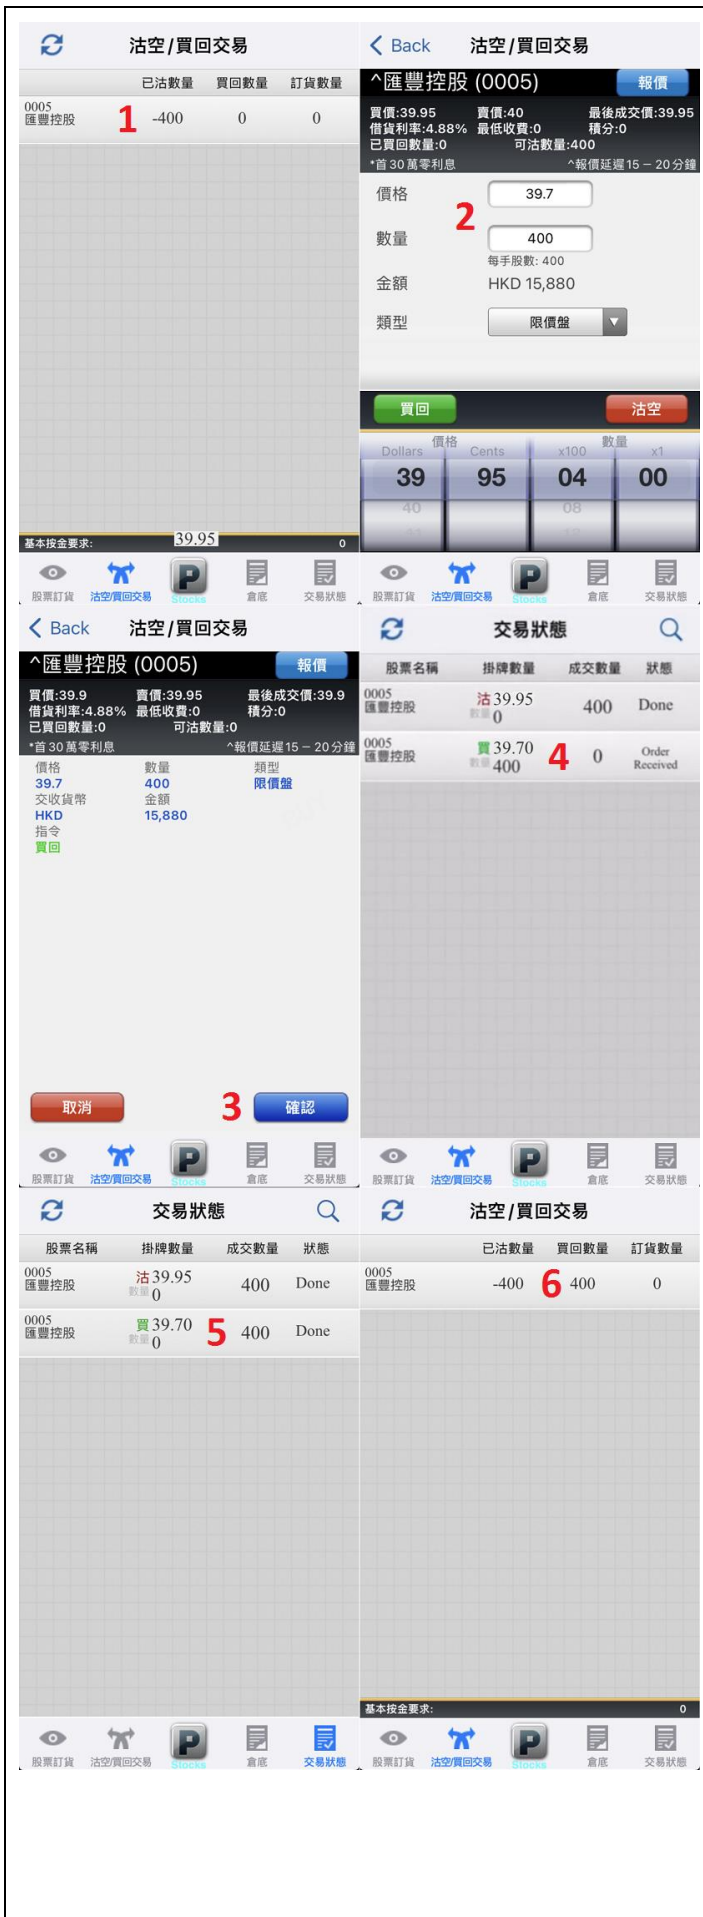 沽空/買回交易
已沽數量 買回數量 訂貨數量
0005
匯豐控股
1 -400 0 0
基本按金要求: 39.95 0
股票訂貨 沽空/買回交易 P Stocks 倉底 交易狀態
Back 沽空/買回交易
^匯豐控股 (0005) 報價
買價:39.95 賣價:40 最後成交價:39.95
借貨利率:4.88% 最低收費:0 積分:0
已買回數量:0 可沽數量:400
*首30萬零利息 ^報價延遲15－20分鐘
價格 39.7
2
數量 400
每手股數: 400
金額 HKD 15,880
類型 限價盤
買回 沽空
價格 數量
Dollars Cents x100 x1
39 95 04 00
40 08
股票訂貨 沽空/買回交易 P Stocks 倉底 交易狀態
Back 沽空/買回交易
^匯豐控股 (0005) 報價
買價:39.9 賣價:39.95 最後成交價:39.9
借貨利率:4.88% 最低收費:0 積分:0
已買回數量:0 可沽數量:0
*首30萬零利息 ^報價延遲15－20分鐘
價格 數量 類型
39.7 400 限價盤
交收貨幣 金額
HKD 15,880
指令
買回
取消 3 確認
股票訂貨 沽空/買回交易 P Stocks 倉底 交易狀態
交易狀態
股票名稱 掛牌數量 成交數量 狀態
0005
匯豐控股
沽 39.95
數量 0
400 Done
0005
匯豐控股
買 39.70
數量 400
4 0 Order
Received
股票訂貨 沽空/買回交易 P Stocks 倉底 交易狀態
交易狀態
股票名稱 掛牌數量 成交數量 狀態
0005
匯豐控股
沽 39.95
數量 0
400 Done
0005
匯豐控股
買 39.70
數量 0
5 400 Done
股票訂貨 沽空/買回交易 P Stocks 倉底 交易狀態
沽空/買回交易
已沽數量 買回數量 訂貨數量
0005
匯豐控股
-400 6 400 0
基本按金要求: 0
股票訂貨 沽空/買回交易 P Stocks 倉底 交易狀態